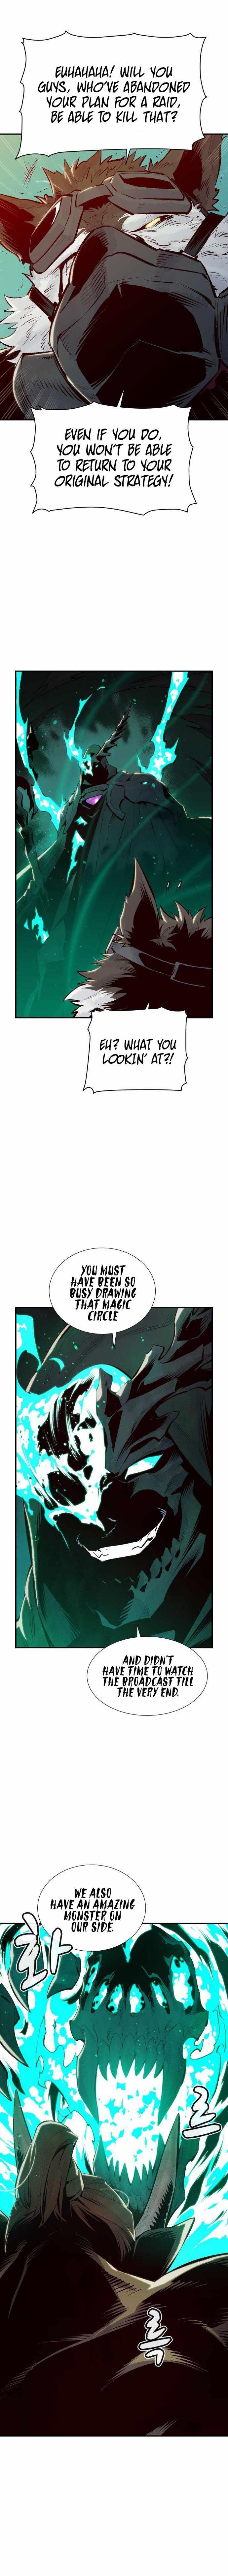 EUHAHAHA! WILL YOU
GUYS, WHO'VE ABANDONED
YOUR PLAN FOR A RAID,
BE ABLE TO KILL THAT?
EVEN IF YOU DO,
YOU WON'T BE ABLE
TO RETURN TO YOUR
ORIGINAL STRATEGY!
EH? WHAT YOU
LOOKIN' AT?!
YOU MUST
HAVE BEEN SO
BUSY DRAWING
THAT MAGIC
CIRCLE
AND DIDN'T
HAVE TIME TO WATCH
THE BROADCAST TILL
THE VERY END.
WE ALSO
HAVE AN AMAZING
MONSTER ON
OUR SIDE.
화
르
륵